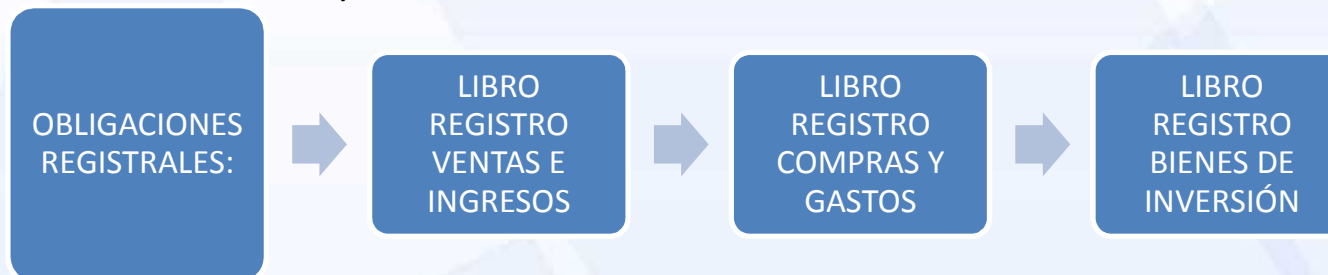 OBLIGACIONES
REGISTRALES:
LIBRO
REGISTRO
VENTAS E
INGRESOS
LIBRO
REGISTRO
COMPRAS Y
GASTOS
LIBRO
REGISTRO
BIENES DE
INVERSIÓN